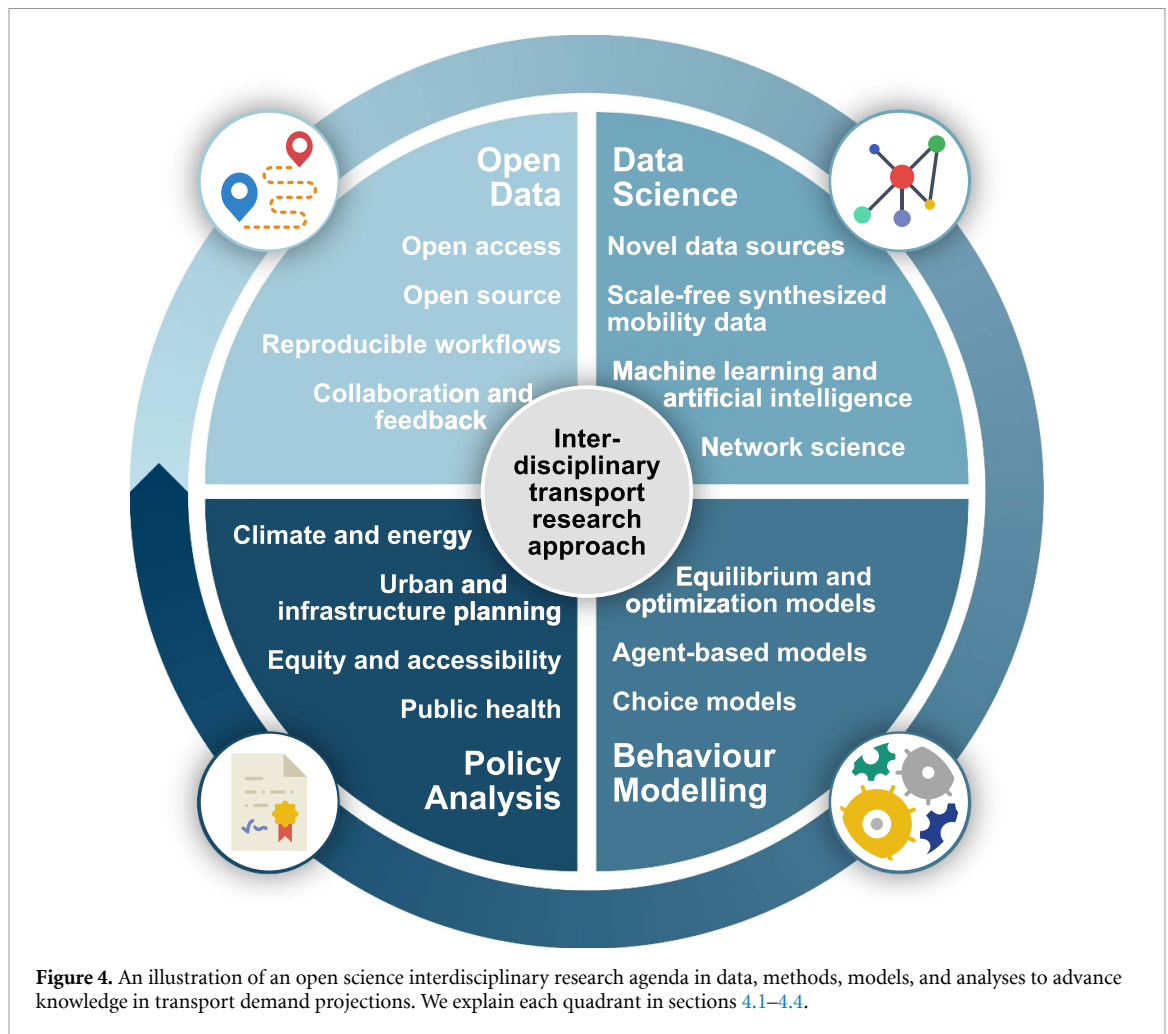 Open
Data
Open access
Open source
Reproducible workflows
Collaboration and
feedback
Data
Science
Novel data sources
Scale-free synthesized
mobility data
Machine learning and
artificial intelligence
Network science
Inter-
disciplinary
transport
research
approach
Climate and energy
Urban and
infrastructure planning
Equity and accessibility
Public health
Policy
Analysis
Equilibrium and
optimization models
Agent-based models
Choice models
Behaviour
Modelling
Figure 4. An illustration of an open science interdisciplinary research agenda in data, methods, models, and analyses to advance
knowledge in transport demand projections. We explain each quadrant in sections 4.1–4.4.